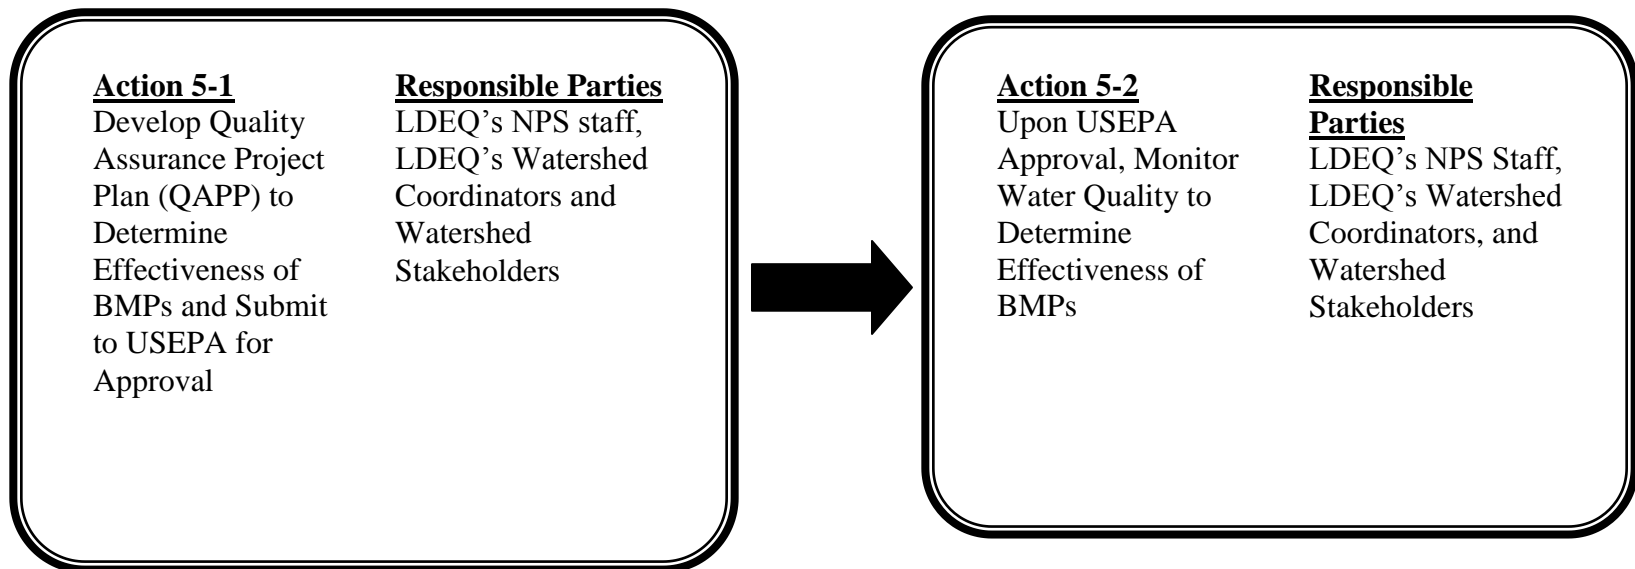 Action 5-1
Develop Quality
Assurance Project
Plan (QAPP) to
Determine
Effectiveness of
BMPs and Submit
to USEPA for
Approval
Responsible Parties
LDEQ’s NPS staff,
LDEQ’s Watershed
Coordinators and
Watershed
Stakeholders
Action 5-2
Upon USEPA
Approval, Monitor
Water Quality to
Determine
Effectiveness of
BMPs
Responsible
Parties
LDEQ’s NPS Staff,
LDEQ’s Watershed
Coordinators, and
Watershed
Stakeholders